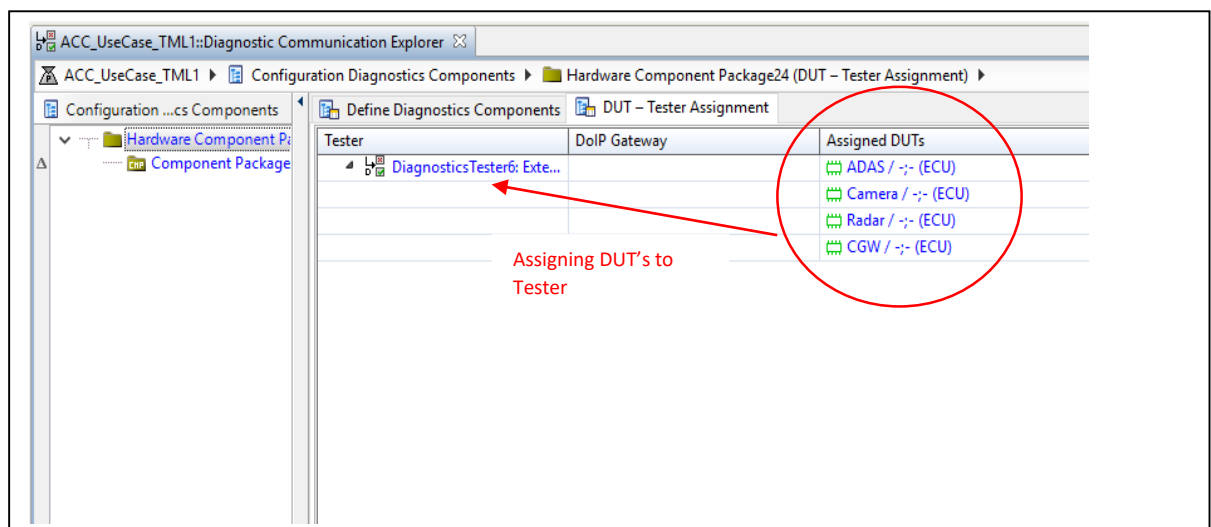 ACC_UseCase_TML1::Diagnostic Communication Explorer
ACC_UseCase_TML1 Configuration Diagnostics Components Hardware Component Package24 (DUT – Tester Assignment)
Configuration ...cs Components Define Diagnostics Components DUT – Tester Assignment
Hardware Component Pa
Component Package
Tester DoIP Gateway Assigned DUTs
DiagnosticsTester6: Exte... ADAS / -;- (ECU)
Camera / -;- (ECU)
Radar / -;- (ECU)
CGW / -;- (ECU)
Assigning DUT's to
Tester